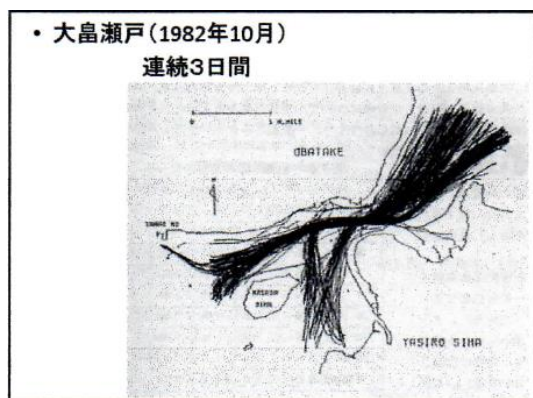 ・大畠瀬戸（1982年10月）
連続3日間
0 1 N.MILE
OBATAKE
YASIRO SIMA